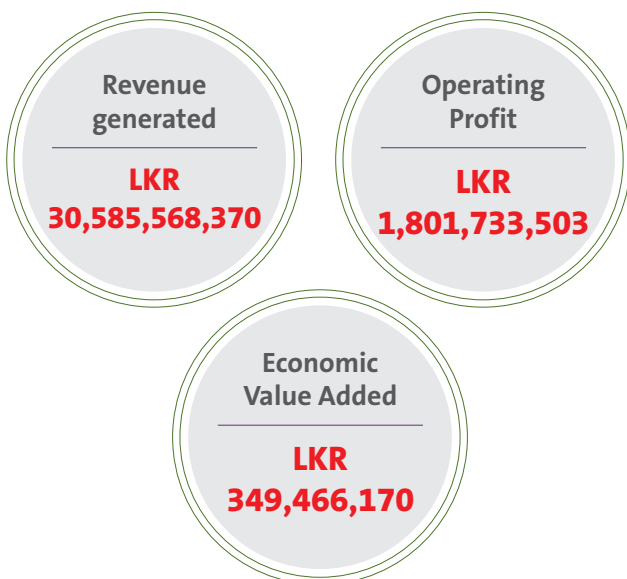 Revenue
generated
LKR
30,585,568,370
Operating
Profit
LKR
1,801,733,503
Economic
Value Added
LKR
349,466,170